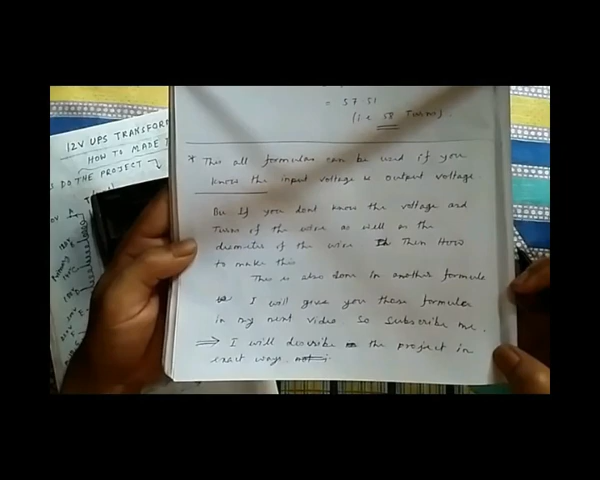 = 57.51
(i.e 58 Turns).
* This all formulas can be used if you
know the input voltage & output voltage.
But If you dont know the voltage and
Turns of the wire as well as the
diameter of the wire Then How
to make this
This is also done in another formula
I will give you those formula
in my next video so subscribe me.
⇒ I will describe the project in
exact ways.
12V UPS TRANSFOR
HOW TO MADE T
DO THE PROJECT